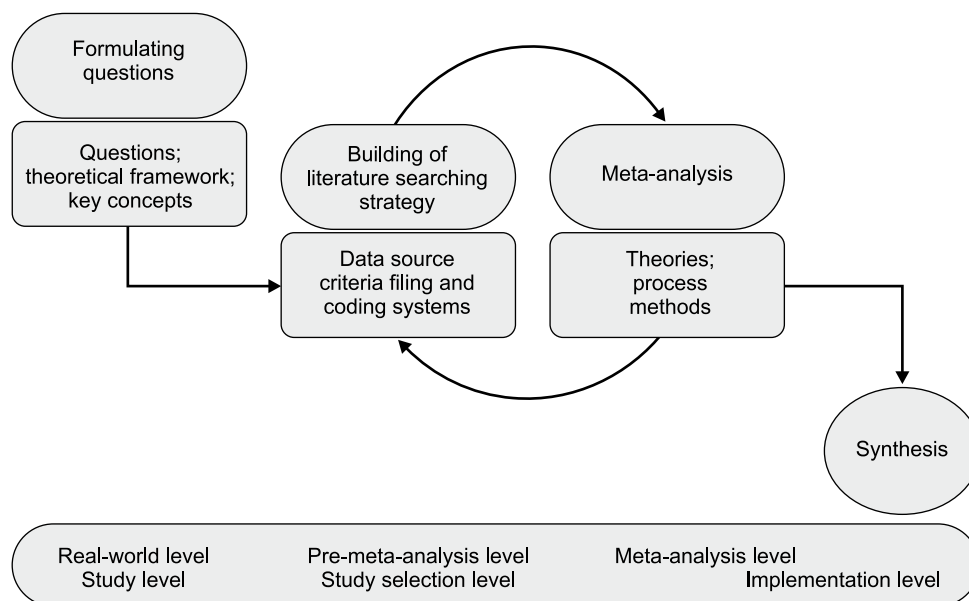 Formulating
questions
Questions;
theoretical framework;
key concepts
Building of
literature searching
strategy
Data source
criteria filing and
coding systems
Meta-analysis
Theories;
process
methods
Synthesis
Real-world level
Study level
Pre-meta-analysis level
Study selection level
Meta-analysis level
Implementation level